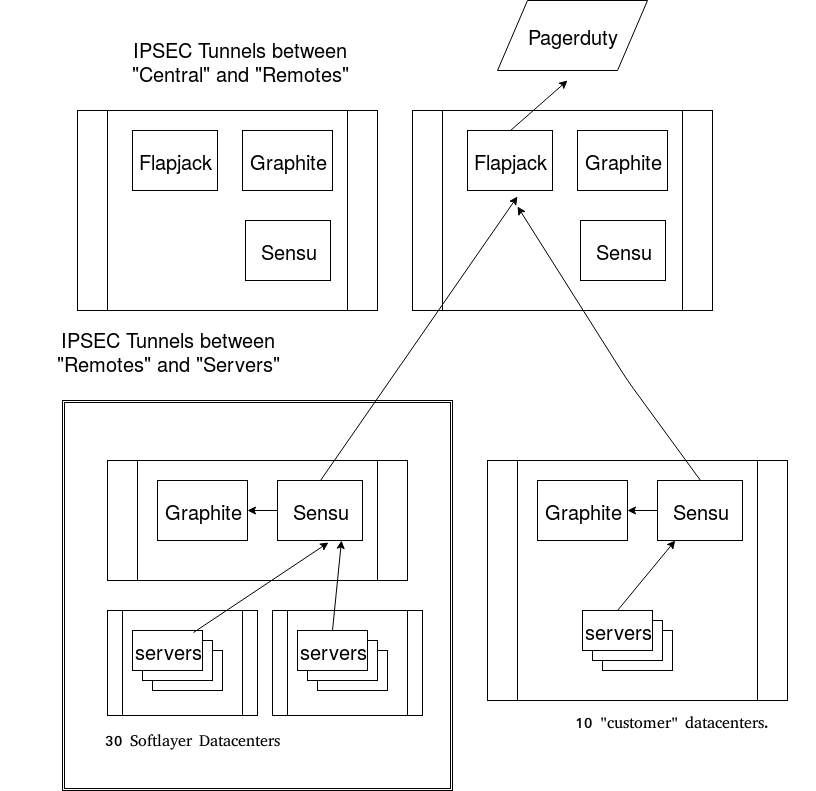 Pagerduty
IPSEC Tunnels between
"Central" and "Remotes"
Flapjack
Graphite
Sensu
Flapjack
Graphite
Sensu
IPSEC Tunnels between
"Remotes" and "Servers"
Graphite
Sensu
servers
servers
30 Softlayer Datacenters
Graphite
Sensu
servers
10 "customer" datacenters.